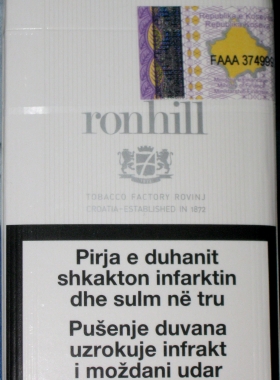 FAAA 374999
ronhill
TOBACCO FACTORY ROVINJ
CROATIA - ESTABLISHED IN 1872
Pirja e duhanit
shkakton infarktin
dhe sulm në tru
Pušenje duvana
uzrokuje infrakt
i moždani udar